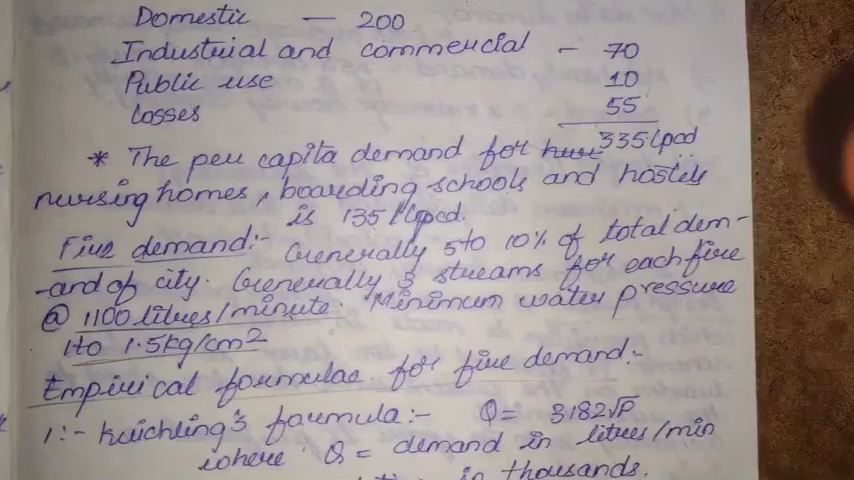 Domestic — 200
Industrial and commercial - 70
Public use 10
Losses 55
* The per capita demand for 335 lpcd
nursing homes, boarding schools and hostels
is 135 lpcd.
Fire demand:- Generally 5 to 10% of total dem-
-and of city. Generally 3 streams for each fire
@ 1100 litres/minute. Minimum water pressure
1 to 1.5kg/cm2
Empirical formulae for fire demand:-
1:- Kuichling's formula:- Q = 3182√P
where Q = demand in litres/min
in thousands.